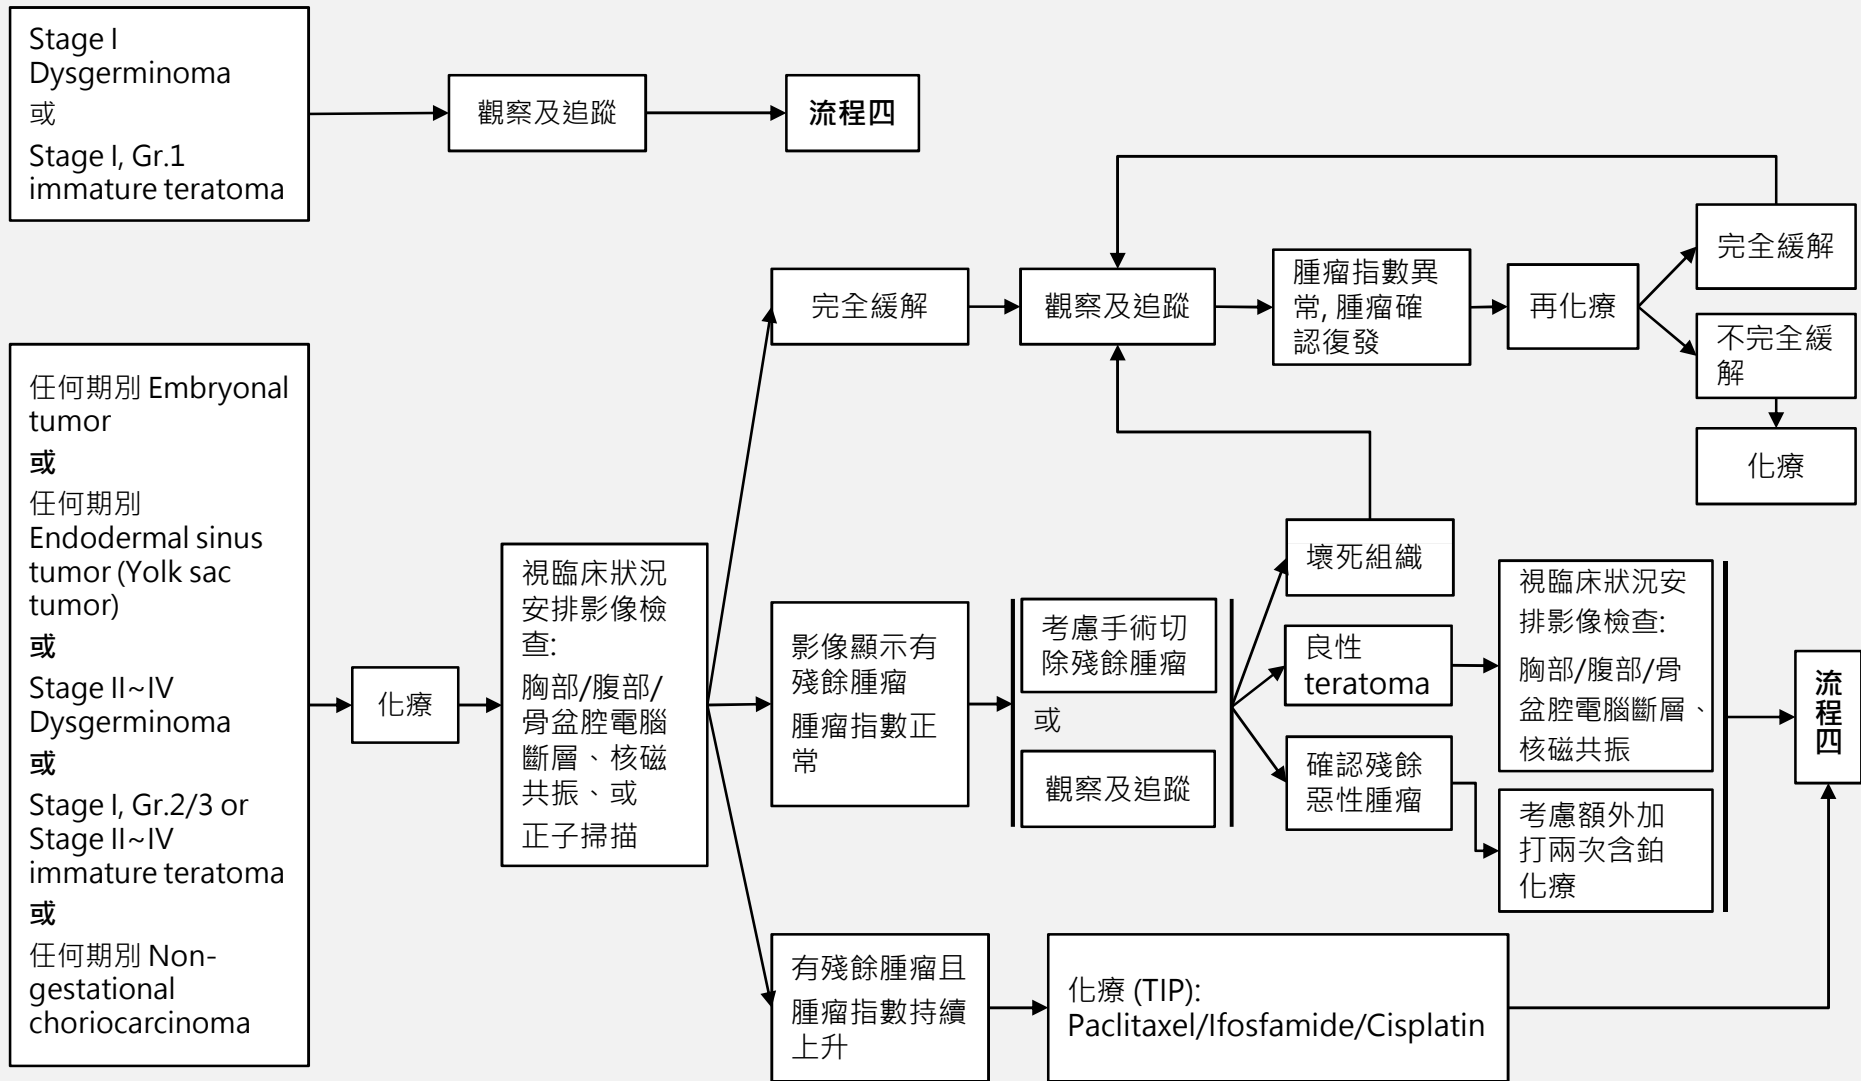 Stage I
Dysgerminoma
或
Stage I, Gr.1
immature teratoma
觀察及追蹤
流程四
任何期別 Embryonal
tumor
或
任何期別
Endodermal sinus
tumor (Yolk sac
tumor)
或
Stage II~IV
Dysgerminoma
或
Stage I, Gr.2/3 or
Stage II~IV
immature teratoma
或
任何期別 Non-
gestational
choriocarcinoma
化療
視臨床狀況
安排影像檢
查:
胸部/腹部/
骨盆腔電腦
斷層、核磁
共振、或
正子掃描
完全緩解
觀察及追蹤
腫瘤指數異
常, 腫瘤確
認復發
再化療
完全緩解
不完全緩
解
化療
影像顯示有
殘餘腫瘤
腫瘤指數正
常
考慮手術切
除殘餘腫瘤
或
觀察及追蹤
壞死組織
良性
teratoma
確認殘餘
惡性腫瘤
視臨床狀況安
排影像檢查:
胸部/腹部/骨
盆腔電腦斷層、
核磁共振
考慮額外加
打兩次含鉑
化療
流程四
有殘餘腫瘤且
腫瘤指數持續
上升
化療 (TIP):
Paclitaxel/Ifosfamide/Cisplatin